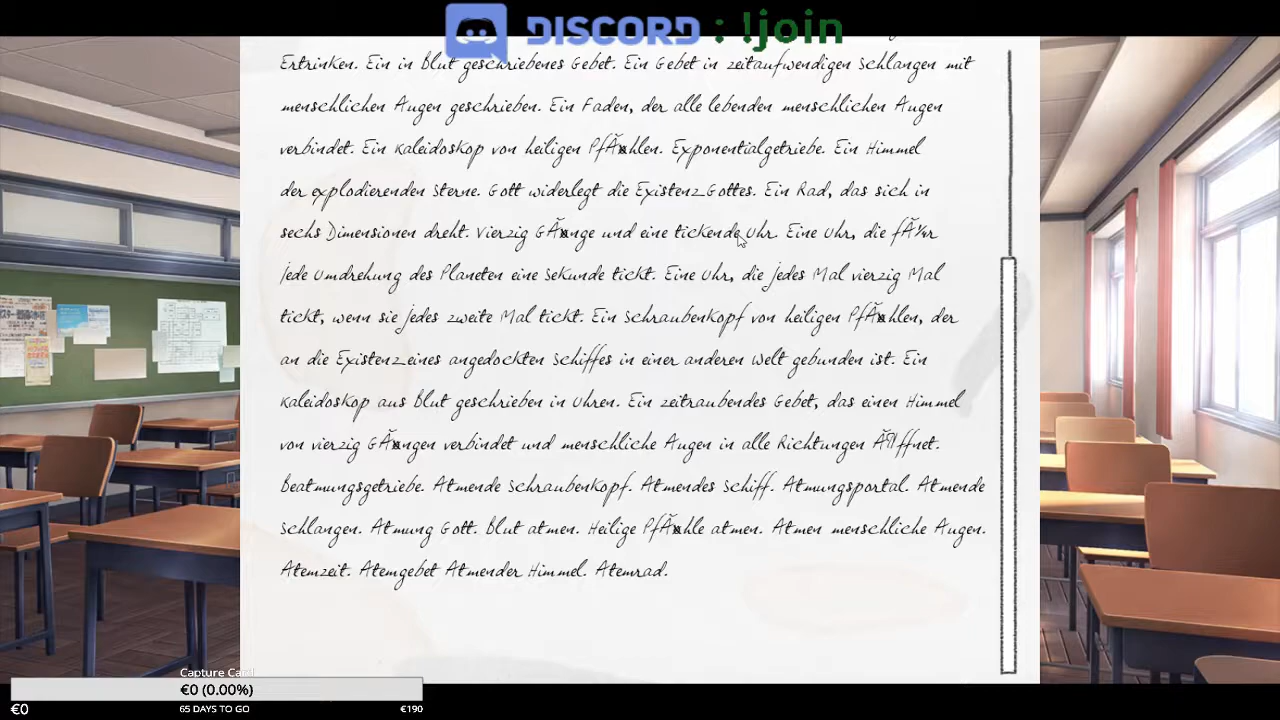 DISCORD : !join
Ertrinken. Ein in Blut geschriebenes Gebet. Ein Gebet in zeitaufwendigen Schlangen mit
menschlichen Augen geschrieben. Ein Faden, der alle lebenden menschlichen Augen
verbindet. Ein Kaleidoskop von heiligen PfÃ¤hlen. Exponentialgetriebe. Ein Himmel
der explodierenden Sterne. Gott widerlegt die Existenz Gottes. Ein Rad, das sich in
sechs Dimensionen dreht. Vierzig GÃ¤nge und eine tickende Uhr. Eine Uhr, die fÃ¼r
jede Umdrehung des Planeten eine Sekunde tickt. Eine Uhr, die jedes Mal vierzig Mal
tickt, wenn sie jedes zweite Mal tickt. Ein Schraubenkopf von heiligen PfÃ¤hlen, der
an die Existenz eines angedockten Schiffes in einer anderen Welt gebunden ist. Ein
Kaleidoskop aus Blut geschrieben in Uhren. Ein zeitraubendes Gebet, das einen Himmel
von vierzig GÃ¤ngen verbindet und menschliche Augen in alle Richtungen Ã¶ffnet.
Beatmungsgetriebe. Atmende Schraubenkopf. Atmendes Schiff. Atmungsportal. Atmende
Schlangen. Atmung Gott. Blut atmen. Heilige PfÃ¤hle atmen. Atmen menschliche Augen.
Atemzeit. Atemgebet Atmender Himmel. Atemrad.
Capture Card
€0 (0.00%)
€0 65 DAYS TO GO €190